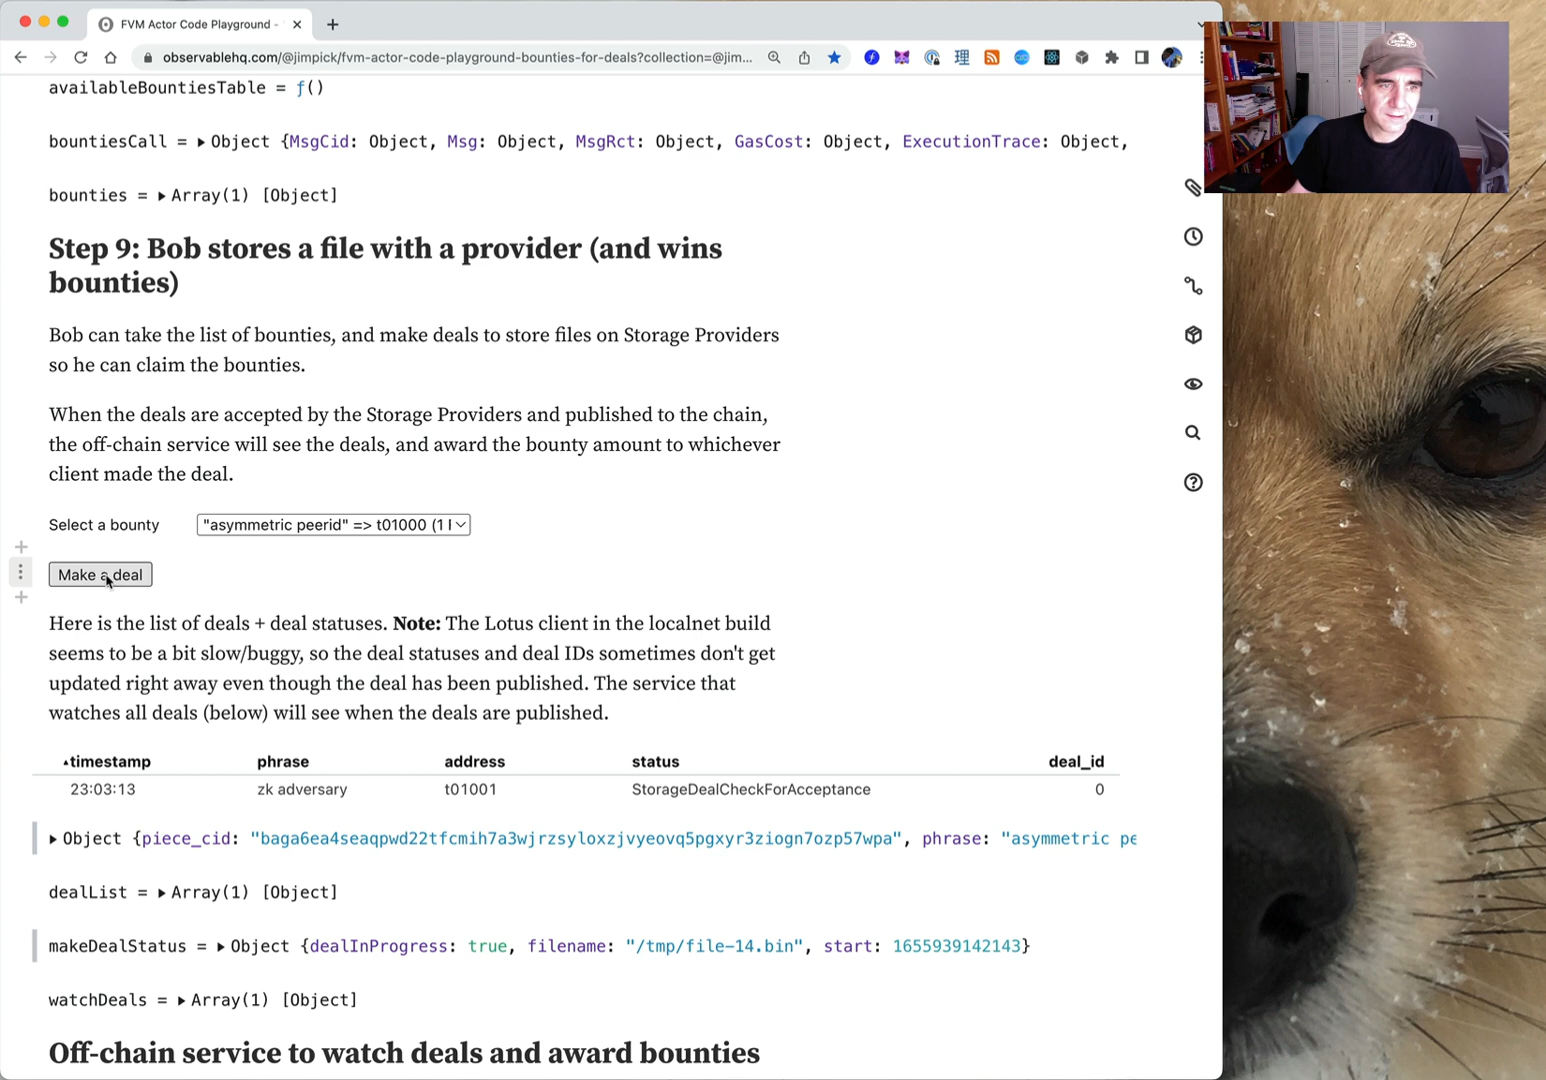 FVM Actor Code Playground -
observablehq.com/@jimpick/fvm-actor-code-playground-bounties-for-deals?collection=@jim...
availableBountiesTable = ƒ()
bountiesCall = ▸ Object {MsgCid: Object, Msg: Object, MsgRct: Object, GasCost: Object, ExecutionTrace: Object,
bounties = ▸ Array(1) [Object]
Step 9: Bob stores a file with a provider (and wins
bounties)
Bob can take the list of bounties, and make deals to store files on Storage Providers
so he can claim the bounties.
When the deals are accepted by the Storage Providers and published to the chain,
the off-chain service will see the deals, and award the bounty amount to whichever
client made the deal.
Select a bounty "asymmetric peerid" => t01000 (1 
Make a deal
Here is the list of deals + deal statuses. Note: The Lotus client in the localnet build
seems to be a bit slow/buggy, so the deal statuses and deal IDs sometimes don't get
updated right away even though the deal has been published. The service that
watches all deals (below) will see when the deals are published.
timestamp phrase address status deal_id
23:03:13 zk adversary t01001 StorageDealCheckForAcceptance 0
▸ Object {piece_cid: "baga6ea4seaqpwd22tfcmih7a3wjrzsyloxzjvyeovq5pgxyr3ziogn7ozp57wpa", phrase: "asymmetric pe
dealList = ▸ Array(1) [Object]
makeDealStatus = ▸ Object {dealInProgress: true, filename: "/tmp/file-14.bin", start: 1655939142143}
watchDeals = ▸ Array(1) [Object]
Off-chain service to watch deals and award bounties